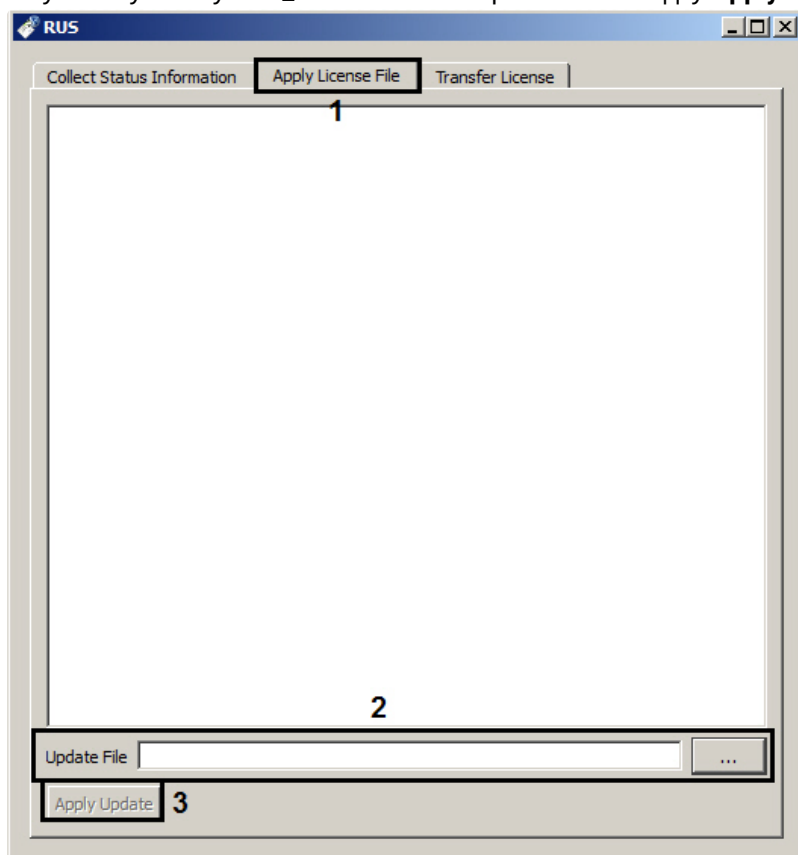 RUS
Collect Status Information Apply License File Transfer License
1
2
Update File ...
Apply Update 3